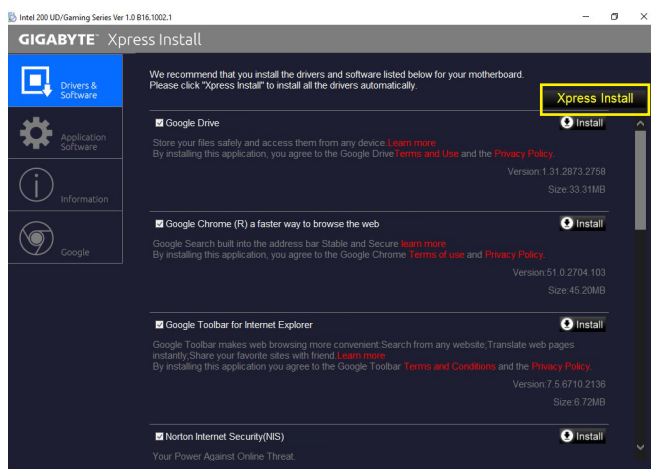 Intel 200 UD/Gaming Series Ver 1.0 B16.1002.1
GIGABYTE™ Xpress Install
Drivers &
Software
Application
Software
Information
Google
We recommend that you install the drivers and software listed below for your motherboard.
Please click "Xpress Install" to install all the drivers automatically.
Xpress Install
Google Drive
Install
Store your files safely and access them from any device.Learn more
By installing this application, you agree to the Google DriveTerms and Use and the Privacy Policy.
Version:1.31.2873.2758
Size:33.31MB
Google Chrome (R) a faster way to browse the web
Install
Google Search built into the address bar Stable and Secure learn more
By installing this application, you agree to the Google Chrome Terms of use and Privacy Policy.
Version:51.0.2704.103
Size:45.20MB
Google Toolbar for Internet Explorer
Install
Google Toolbar makes web browsing more convenient:Search from any website;Translate web pages
instantly;Share your favorite sites with friend.Learn more
By installing this application you agree to the Google Toolbar Terms and Conditions and the Privacy Policy.
Version:7.5.6710.2136
Size:6.72MB
Norton Internet Security(NIS)
Install
Your Power Against Online Threat.